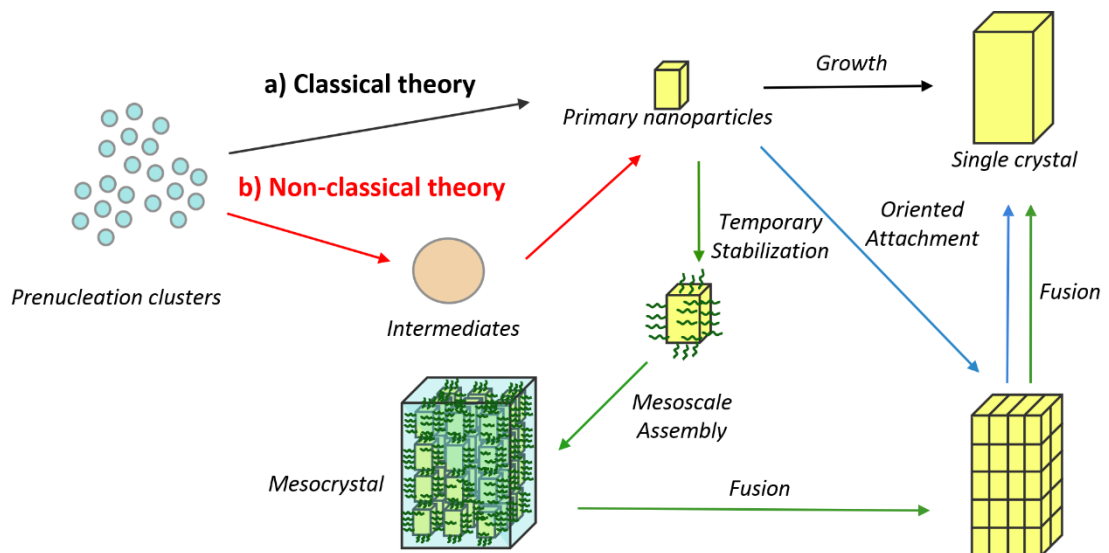 a) Classical theory
Growth
Primary nanoparticles
Single crystal
b) Non-classical theory
Temporary
Stabilization
Oriented
Attachment
Prenucleation clusters
Intermediates
Fusion
Mesoscale
Assembly
Mesocrystal
Fusion